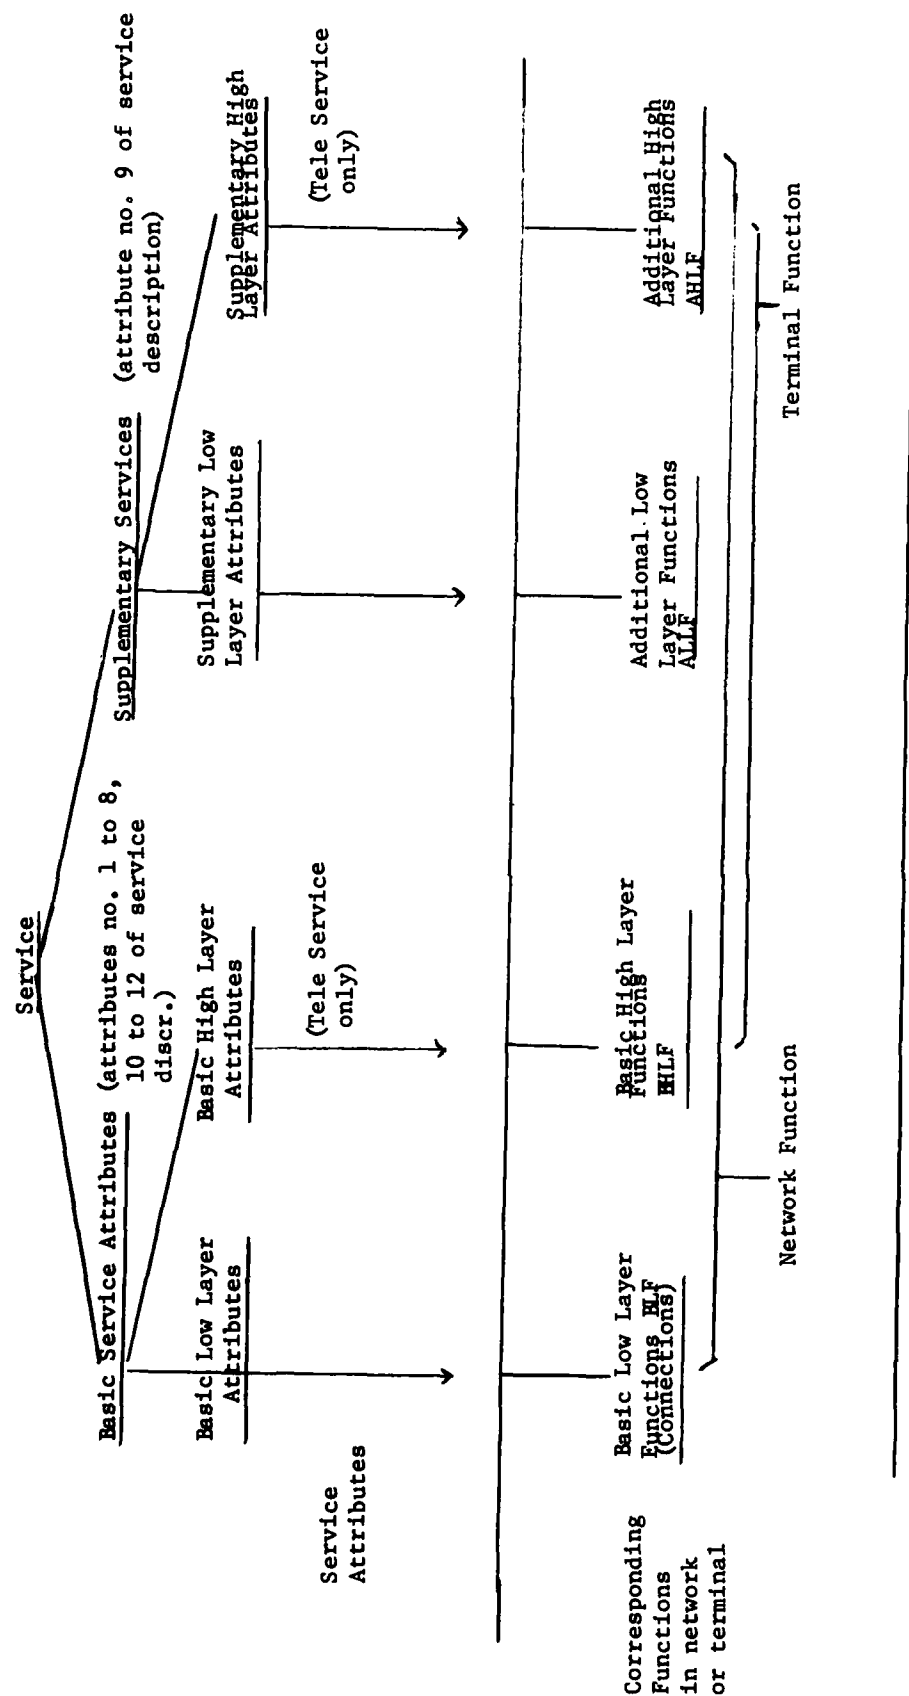 Service
Basic Service Attributes (attributes no. 1 to 8,
10 to 12 of service
discr.)
Supplementary Services (attribute no. 9 of service
description)
Basic Low Layer
Attributes
Basic High Layer
Attributes
Supplementary Low
Layer Attributes
Supplementary High
Layer Attributes
Service
Attributes
(Tele Service
only)
(Tele Service
only)
Corresponding
Functions
in network
or terminal
Basic Low Layer
Functions BLF
(Connections)
Basic High Layer
Functions
BHLF
Additional Low
Layer Functions
ALLF
Additional High
Layer Functions
AHLF
Network Function
Terminal Function